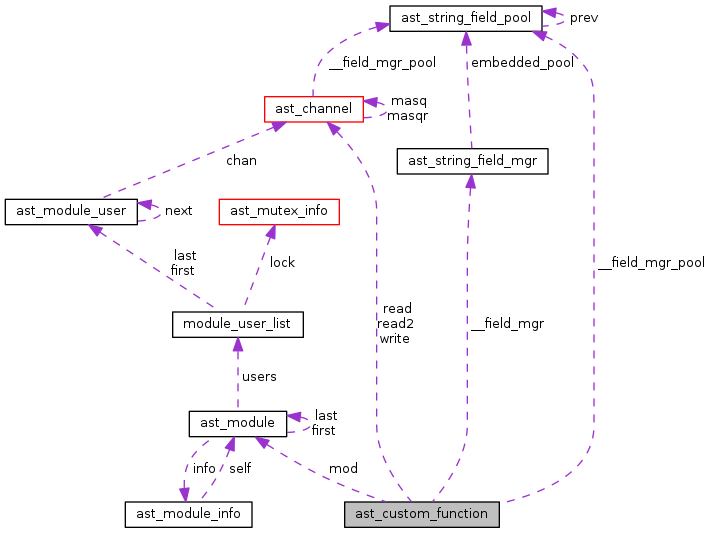 ast_string_field_pool
prev
__field_mgr_pool
embedded_pool
ast_channel
masq
masqr
ast_string_field_mgr
chan
ast_module_user
next
ast_mutex_info
last
first
lock
__field_mgr_pool
module_user_list
read
read2
write
__field_mgr
users
ast_module
last
first
info
self
mod
ast_module_info
ast_custom_function